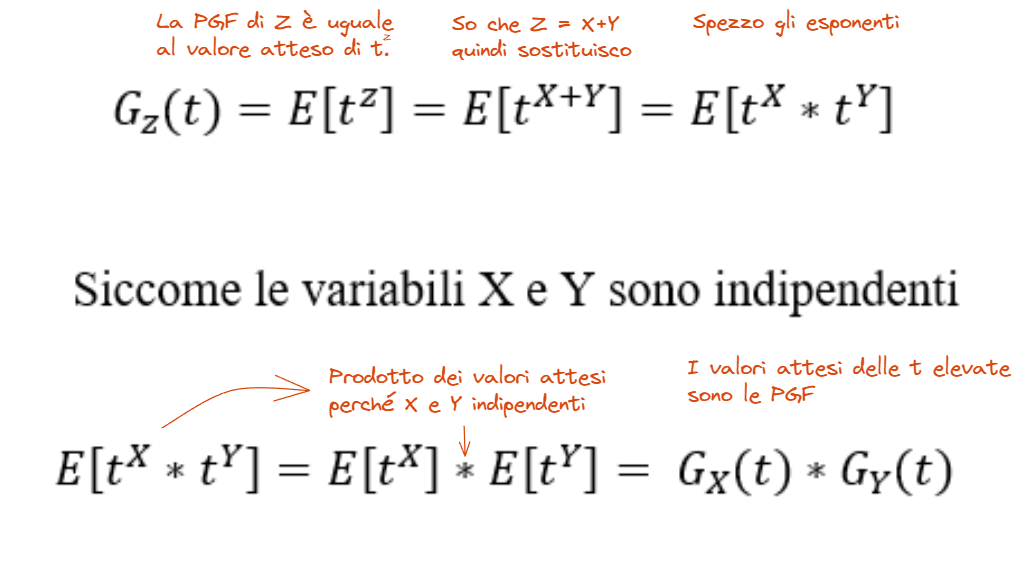 La PGF di Z è uguale
al valore atteso di t^z.
So che Z = X+Y
quindi sostituisco
Spezzo gli esponenti
G_z(t) = E[t^z] = E[t^{X+Y}] = E[t^X * t^Y]
Siccome le variabili X e Y sono indipendenti
Prodotto dei valori attesi
perché X e Y indipendenti
I valori attesi delle t elevate
sono le PGF
E[t^X * t^Y] = E[t^X] * E[t^Y] = G_X(t) * G_Y(t)